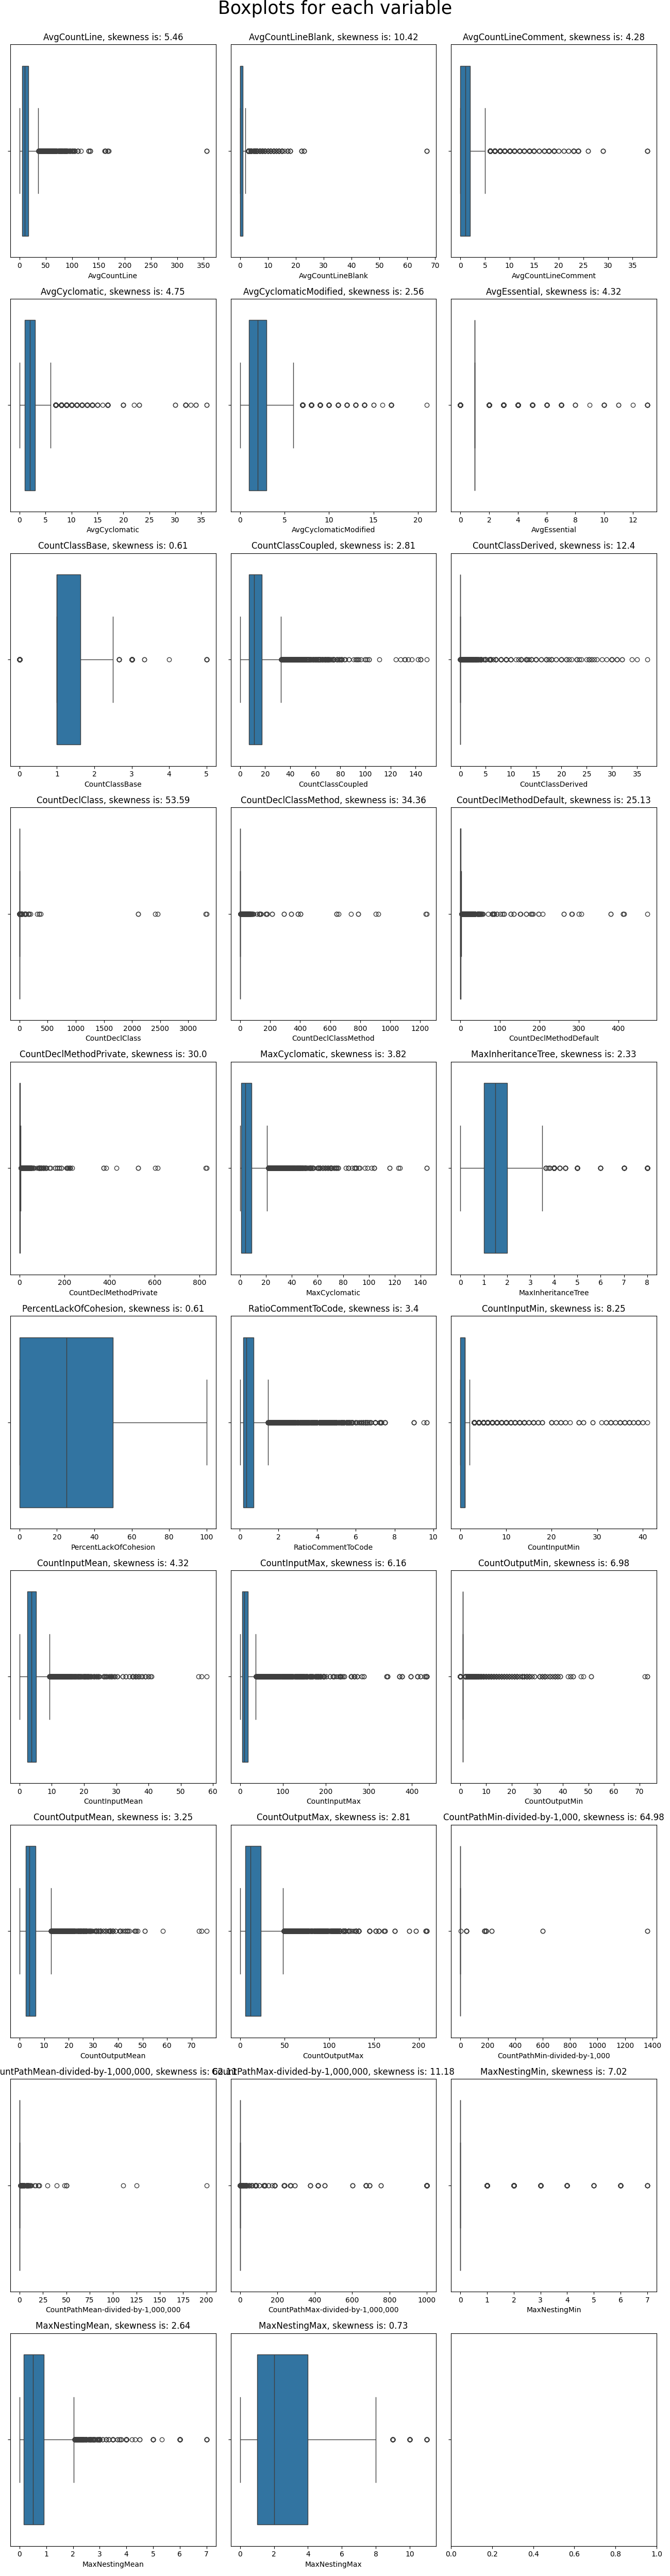 Boxplots for each variable
AvgCountLine, skewness is: 5.46
AvgCountLineBlank, skewness is: 10.42
AvgCountLineComment, skewness is: 4.28
0 50 100 150 200 250 300 350
0 10 20 30 40 50 60 70
0 5 10 15 20 25 30 35
AvgCountLine
AvgCountLineBlank
AvgCountLineComment
AvgCyclomatic, skewness is: 4.75
AvgCyclomaticModified, skewness is: 2.56
AvgEssential, skewness is: 4.32
0 5 10 15 20 25 30 35
0 5 10 15 20
0 2 4 6 8 10 12
AvgCyclomatic
AvgCyclomaticModified
AvgEssential
CountClassBase, skewness is: 0.61
CountClassCoupled, skewness is: 2.81
CountClassDerived, skewness is: 12.4
0 1 2 3 4 5
0 20 40 60 80 100 120 140
0 5 10 15 20 25 30 35
CountClassBase
CountClassCoupled
CountClassDerived
CountDeclClass, skewness is: 53.59
CountDeclClassMethod, skewness is: 34.36
CountDeclMethodDefault, skewness is: 25.13
0 500 1000 1500 2000 2500 3000
0 200 400 600 800 1000 1200
0 100 200 300 400
CountDeclClass
CountDeclClassMethod
CountDeclMethodDefault
CountDeclMethodPrivate, skewness is: 30.0
MaxCyclomatic, skewness is: 3.82
MaxInheritanceTree, skewness is: 2.33
0 200 400 600 800
0 20 40 60 80 100 120 140
0 1 2 3 4 5 6 7 8
CountDeclMethodPrivate
MaxCyclomatic
MaxInheritanceTree
PercentLackOfCohesion, skewness is: 0.61
RatioCommentToCode, skewness is: 3.4
CountInputMin, skewness is: 8.25
0 20 40 60 80 100
0 2 4 6 8 10
0 10 20 30 40
PercentLackOfCohesion
RatioCommentToCode
CountInputMin
CountInputMean, skewness is: 4.32
CountInputMax, skewness is: 6.16
CountOutputMin, skewness is: 6.98
0 10 20 30 40 50 60
0 100 200 300 400
0 10 20 30 40 50 60 70
CountInputMean
CountInputMax
CountOutputMin
CountOutputMean, skewness is: 3.25
CountOutputMax, skewness is: 2.81
CountPathMin-divided-by-1,000, skewness is: 64.98
0 10 20 30 40 50 60 70
0 50 100 150 200
0 200 400 600 800 1000 1200 1400
CountOutputMean
CountOutputMax
CountPathMin-divided-by-1,000
ountPathMean-divided-by-1,000,000, skewness is:
CountPathMax-divided-by-1,000,000, skewness is: 11.18
MaxNestingMin, skewness is: 7.02
0 25 50 75 100 125 150 175 200
0 200 400 600 800 1000
0 1 2 3 4 5 6 7
CountPathMean-divided-by-1,000,000
CountPathMax-divided-by-1,000,000
MaxNestingMin
MaxNestingMean, skewness is: 2.64
MaxNestingMax, skewness is: 0.73
0 1 2 3 4 5 6 7
0 2 4 6 8 10
0.0 0.2 0.4 0.6 0.8 1.0
MaxNestingMean
MaxNestingMax